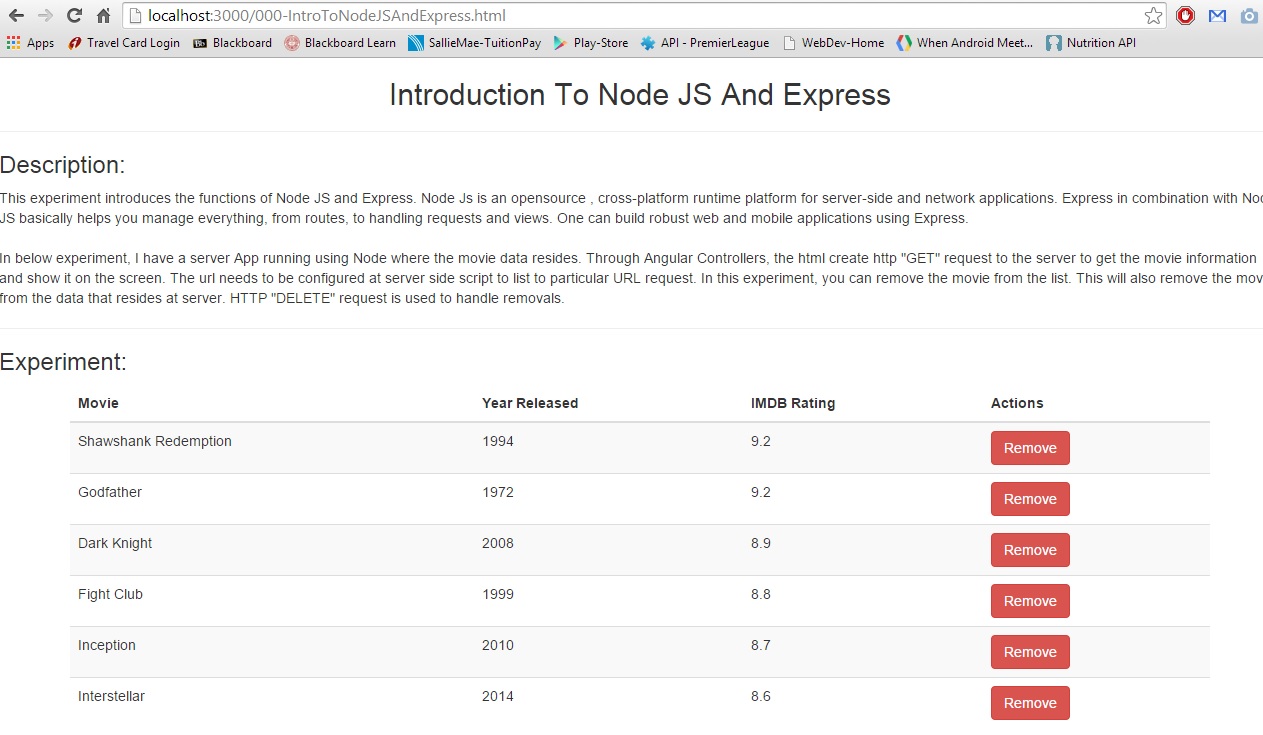 localhost:3000/000-IntroToNodeJSAndExpress.html
Apps Travel Card Login Bb Blackboard Blackboard Learn SallieMae-TuitionPay Play-Store API - PremierLeague WebDev-Home When Android Meet... Nutrition API
Introduction To Node JS And Express
Description:
This experiment introduces the functions of Node JS and Express. Node Js is an opensource , cross-platform runtime platform for server-side and network applications. Express in combination with
JS basically helps you manage everything, from routes, to handling requests and views. One can build robust web and mobile applications using Express.
In below experiment, I have a server App running using Node where the movie data resides. Through Angular Controllers, the html create http "GET" request to the server to get the movie information
and show it on the screen. The url needs to be configured at server side script to list to particular URL request. In this experiment, you can remove the movie from the list. This will also remove the
from the data that resides at server. HTTP "DELETE" request is used to handle removals.
Experiment:
Movie Year Released IMDB Rating Actions
Shawshank Redemption 1994 9.2 Remove
Godfather 1972 9.2 Remove
Dark Knight 2008 8.9 Remove
Fight Club 1999 8.8 Remove
Inception 2010 8.7 Remove
Interstellar 2014 8.6 Remove